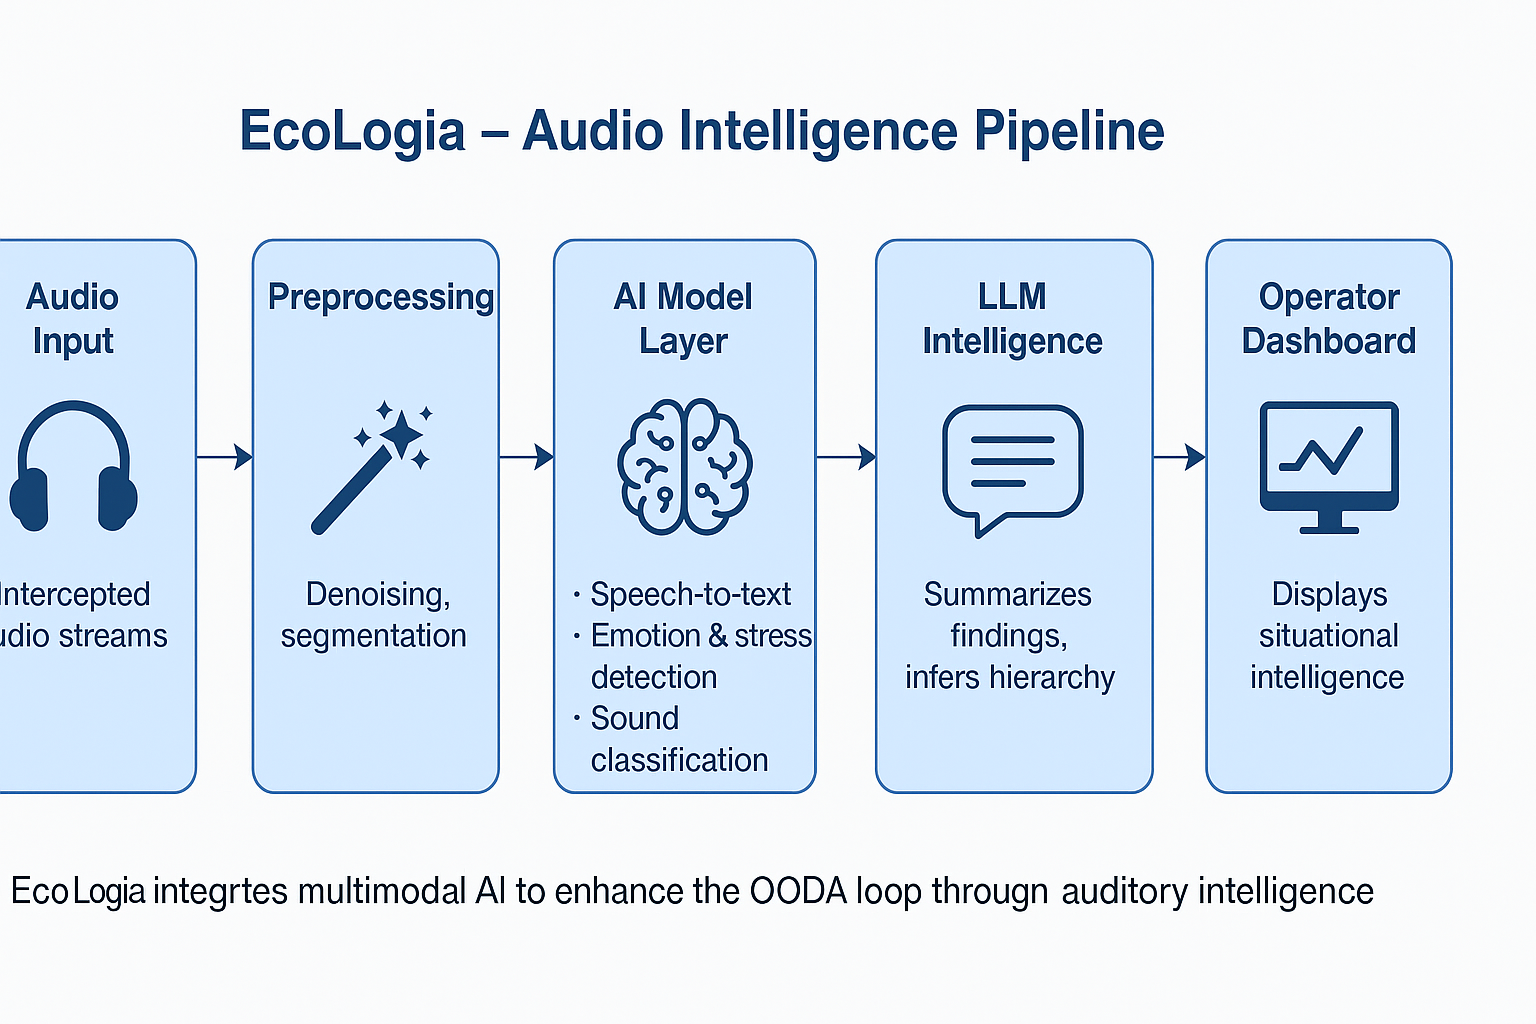 EcoLogia – Audio Intelligence Pipeline
Audio
Input
Intercepted
udio streams
Preprocessing
Denoising,
segmentation
AI Model
Layer
· Speech-to-text
· Emotion & stress
detection
· Sound
classification
LLM
Intelligence
Summarizes
findings,
infers hierarchy
Operator
Dashboard
Displays
situational
intelligence
EcoLogia integrtes multimodal AI to enhance the OODA loop througn auditory intelligence